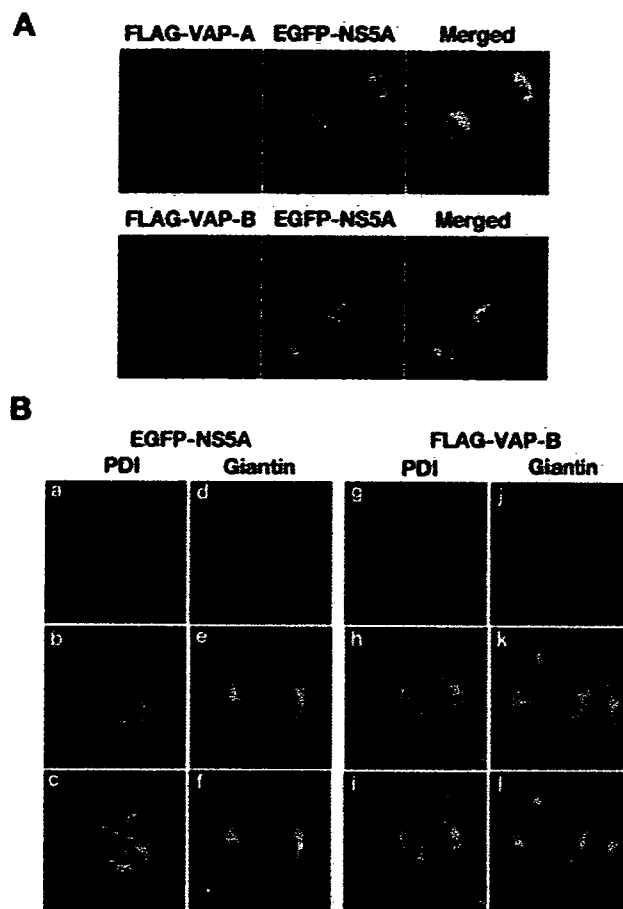 A
FLAG-VAP-A EGFP-NS5A Merged
FLAG-VAP-B EGFP-NS5A Merged
B
EGFP-NS5A FLAG-VAP-B
PDI Giantin PDI Giantin
a d g j
b e h k
c f i l